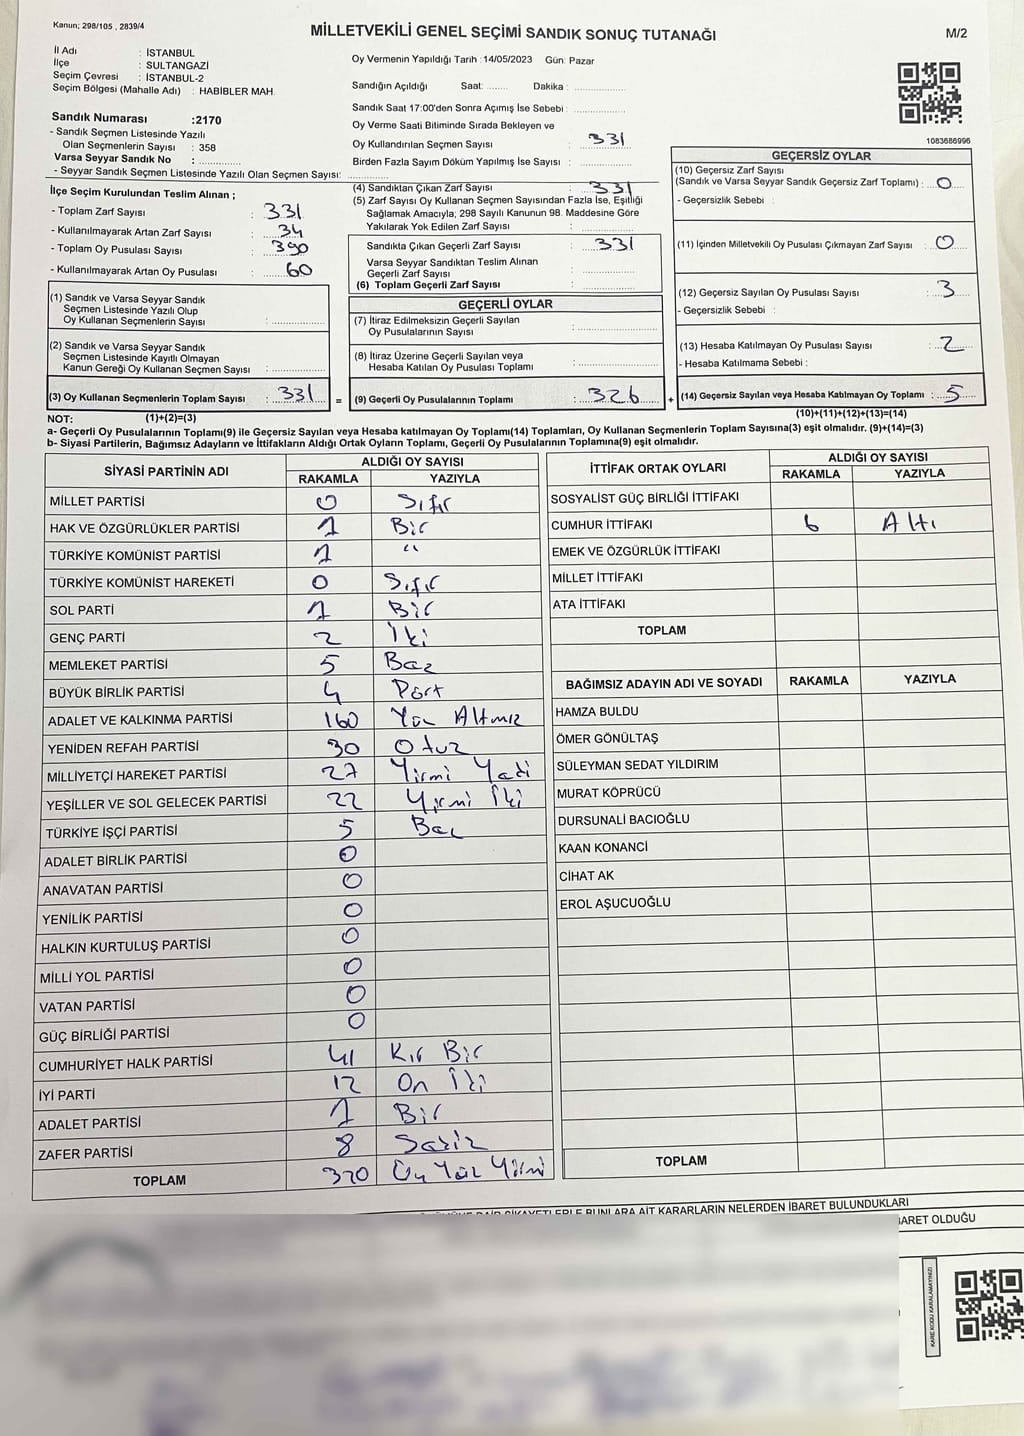 Kanun; 298/105 , 2839/4
MİLLETVEKİLİ GENEL SEÇİMİ SANDIK SONUÇ TUTANAĞI
M/2
İl Adı : İSTANBUL
İlçe : SULTANGAZİ
Seçim Çevresi : İSTANBUL-2
Seçim Bölgesi (Mahalle Adı) : HABİBLER MAH.
Sandık Numarası :2170
- Sandık Seçmen Listesinde Yazılı
Olan Seçmenlerin Sayısı : 358
Varsa Seyyar Sandık No :
- Seyyar Sandık Seçmen Listesinde Yazılı Olan Seçmen Sayısı:
İlçe Seçim Kurulundan Teslim Alınan ;
- Toplam Zarf Sayısı : 331
- Kullanılmayarak Artan Zarf Sayısı : 34
- Toplam Oy Pusulası Sayısı : 390
- Kullanılmayarak Artan Oy Pusulası : 60
(1) Sandık ve Varsa Seyyar Sandık
Seçmen Listesinde Yazılı Olup
Oy Kullanan Seçmenlerin Sayısı :
(2) Sandık ve Varsa Seyyar Sandık
Seçmen Listesinde Kayıtlı Olmayan
Kanun Gereği Oy Kullanan Seçmen Sayısı :
(3) Oy Kullanan Seçmenlerin Toplam Sayısı : 331 =
Oy Vermenin Yapıldığı Tarih :14/05/2023 Gün: Pazar
Sandığın Açıldığı Saat: Dakika :
Sandık Saat 17:00'den Sonra Açımış İse Sebebi :
Oy Verme Saati Bitiminde Sırada Bekleyen ve
Oy Kullandırılan Seçmen Sayısı : 331
Birden Fazla Sayım Döküm Yapılmış İse Sayısı :
(4) Sandıktan Çıkan Zarf Sayısı : 331
(5) Zarf Sayısı Oy Kullanan Seçmen Sayısından Fazla İse, Eşitliği
Sağlamak Amacıyla; 298 Sayılı Kanunun 98. Maddesine Göre
Yakılarak Yok Edilen Zarf Sayısı :
Sandıkta Çıkan Geçerli Zarf Sayısı : 331
Varsa Seyyar Sandıktan Teslim Alınan
Geçerli Zarf Sayısı :
(6) Toplam Geçerli Zarf Sayısı :
GEÇERLİ OYLAR
(7) İtiraz Edilmeksizin Geçerli Sayılan
Oy Pusulalarının Sayısı :
(8) İtiraz Üzerine Geçerli Sayılan veya
Hesaba Katılan Oy Pusulası Toplamı :
(9) Geçerli Oy Pusulalarının Toplamı : 326 +
1083686996
GEÇERSİZ OYLAR
(10) Geçersiz Zarf Sayısı
(Sandık ve Varsa Seyyar Sandık Geçersiz Zarf Toplamı) : 0
- Geçersizlik Sebebi :
(11) İçinden Milletvekili Oy Pusulası Çıkmayan Zarf Sayısı : 0
(12) Geçersiz Sayılan Oy Pusulası Sayısı : 3
- Geçersizlik Sebebi :
(13) Hesaba Katılmayan Oy Pusulası Sayısı : 2
- Hesaba Katılmama Sebebi :
(14) Geçersiz Sayılan veya Hesaba Katılmayan Oy Toplamı : 5
NOT: (1)+(2)=(3) (10)+(11)+(12)+(13)=(14)
a- Geçerli Oy Pusulalarının Toplamı(9) ile Geçersiz Sayılan veya Hesaba katılmayan Oy Toplamı(14) Toplamları, Oy Kullanan Seçmenlerin Toplam Sayısına(3) eşit olmalıdır. (9)+(14)=(3)
b- Siyasi Partilerin, Bağımsız Adayların ve İttifakların Aldığı Ortak Oyların Toplamı, Geçerli Oy Pusulalarının Toplamına(9) eşit olmalıdır.
SİYASİ PARTİNİN ADI ALDIĞI OY SAYISI
RAKAMLA YAZIYLA
MİLLET PARTİSİ 0 Sıfır
HAK VE ÖZGÜRLÜKLER PARTİSİ 1 Bir
TÜRKİYE KOMÜNİST PARTİSİ 1 "
TÜRKİYE KOMÜNİST HAREKETİ 0 Sıfır
SOL PARTİ 1 Bir
GENÇ PARTİ 2 İki
MEMLEKET PARTİSİ 5 Beş
BÜYÜK BİRLİK PARTİSİ 4 Dört
ADALET VE KALKINMA PARTİSİ 160 Yüz Altmış
YENİDEN REFAH PARTİSİ 30 Otuz
MİLLİYETÇİ HAREKET PARTİSİ 27 Yirmi Yedi
YEŞİLLER VE SOL GELECEK PARTİSİ 22 Yirmi İki
TÜRKİYE İŞÇİ PARTİSİ 5 Beş
ADALET BİRLİK PARTİSİ 0
ANAVATAN PARTİSİ 0
YENİLİK PARTİSİ 0
HALKIN KURTULUŞ PARTİSİ 0
MİLLİ YOL PARTİSİ 0
VATAN PARTİSİ 0
GÜÇ BİRLİĞİ PARTİSİ 0
CUMHURİYET HALK PARTİSİ 41 Kır Bir
İYİ PARTİ 12 On İki
ADALET PARTİSİ 1 Bir
ZAFER PARTİSİ 8 Sekiz
TOPLAM 320 Üç Yüz Yirmi
İTTİFAK ORTAK OYLARI ALDIĞI OY SAYISI
RAKAMLA YAZIYLA
SOSYALİST GÜÇ BİRLİĞİ İTTİFAKI
CUMHUR İTTİFAKI 6 Altı
EMEK VE ÖZGÜRLÜK İTTİFAKI
MİLLET İTTİFAKI
ATA İTTİFAKI
TOPLAM
BAĞIMSIZ ADAYIN ADI VE SOYADI RAKAMLA YAZIYLA
HAMZA BULDU
ÖMER GÖNÜLTAŞ
SÜLEYMAN SEDAT YILDIRIM
MURAT KÖPRÜCÜ
DURSUNALİ BACIOĞLU
KAAN KONANCİ
CİHAT AK
EROL AŞUCUOĞLU
TOPLAM
ŞİKAYETLERLE BUNLARA AİT KARARLARIN NELERDEN İBARET BULUNDUKLARI
OLDUĞU
KARE KODU KARALAMAYINIZ!